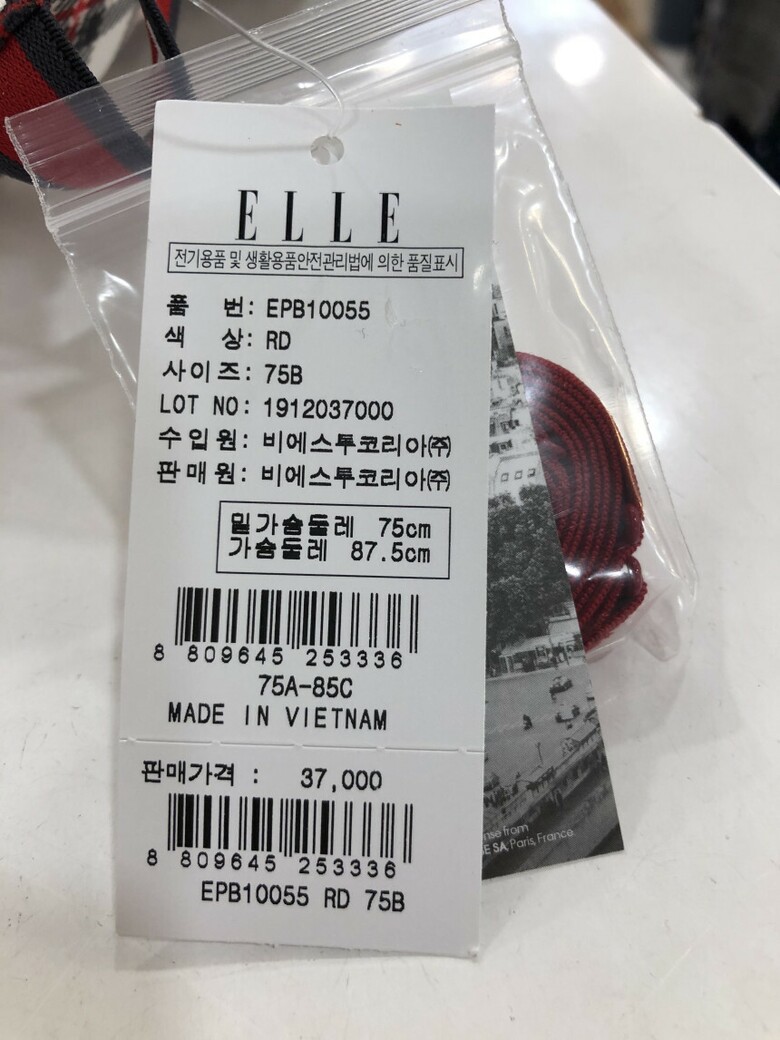 ELLE
전기용품 및 생활용품안전관리법에 의한 품질표시
품 번: EPB10055
색 상: RD
사이즈: 75B
LOT NO: 1912037000
수입원: 비에스투코리아㈜
판매원: 비에스투코리아㈜
밑가슴둘레 75cm
가슴둘레 87.5cm
8 809645 253336
75A-85C
MADE IN VIETNAM
판매가격 : 37,000
8 809645 253336
EPB10055 RD 75B
from
SA, Paris, France